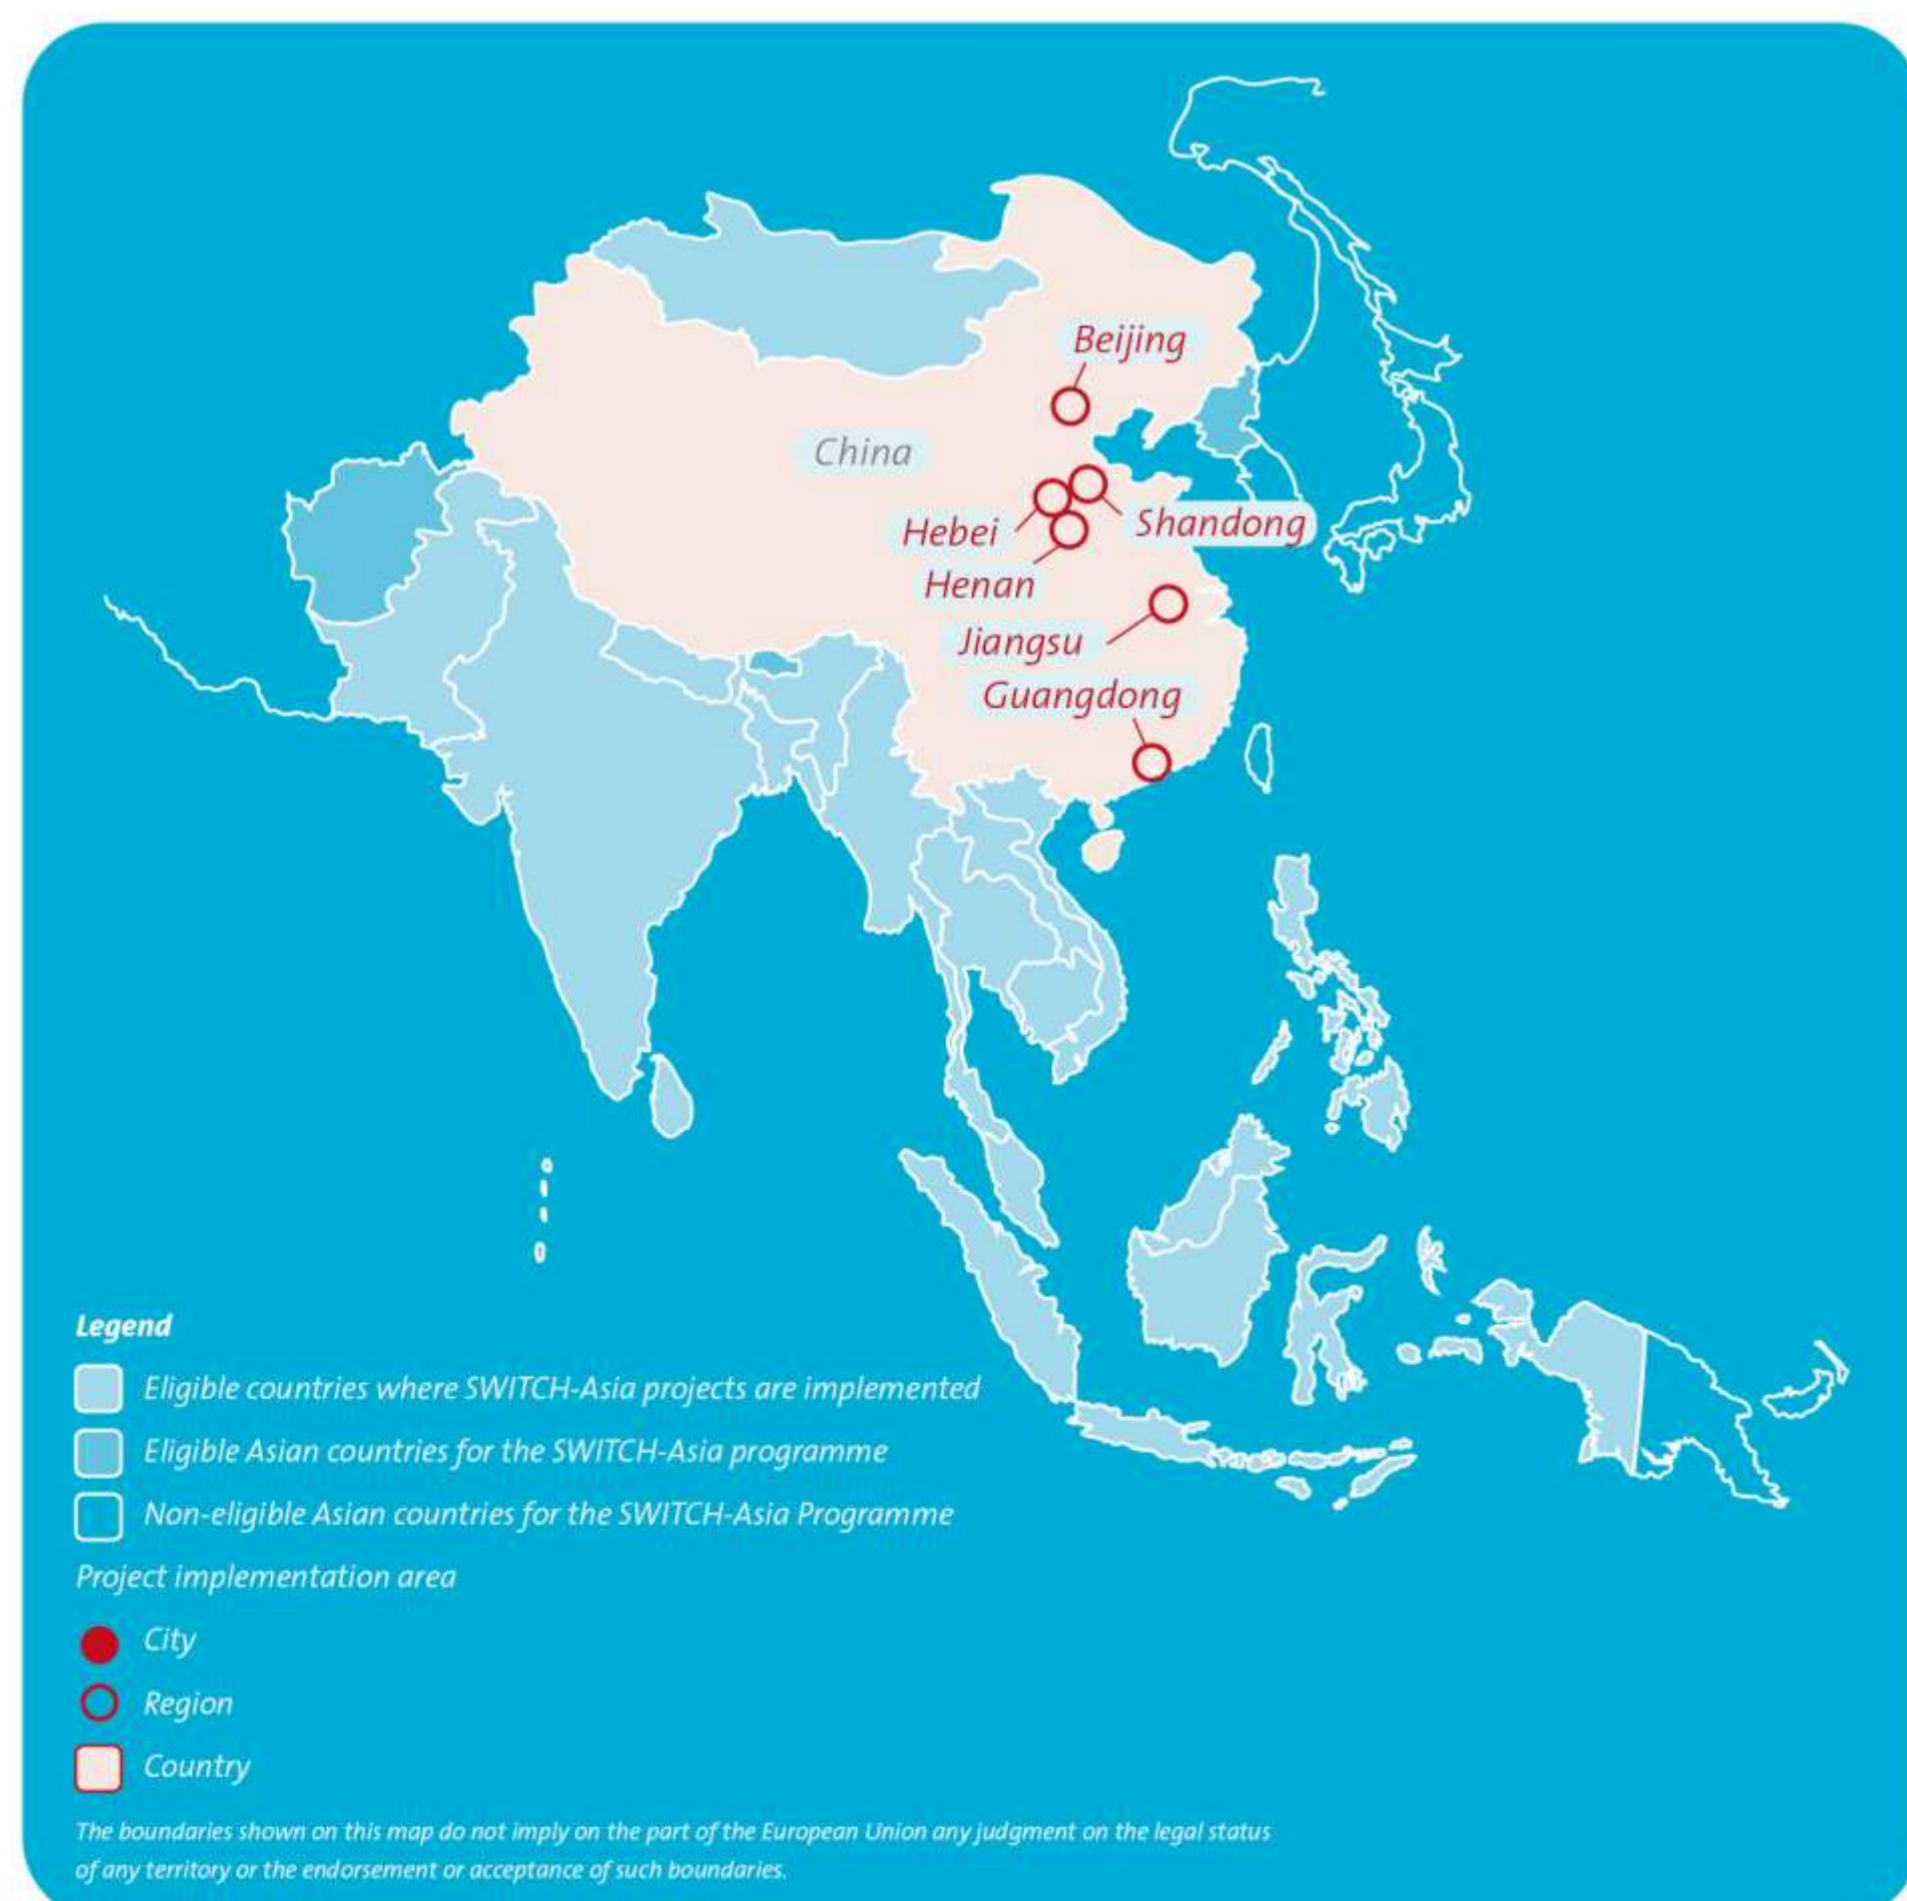 Beijing
China
Hebei
Shandong
Henan
Jiangsu
Guangdong
Legend
Eligible countries where SWITCH-Asia projects are implemented
Eligible Asian countries for the SWITCH-Asia programme
Non-eligible Asian countries for the SWITCH-Asia Programme
Project implementation area
City
Region
Country
The boundaries shown on this map do not imply on the part of the European Union any judgment on the legal status
of any territory or the endorsement or acceptance of such boundaries.